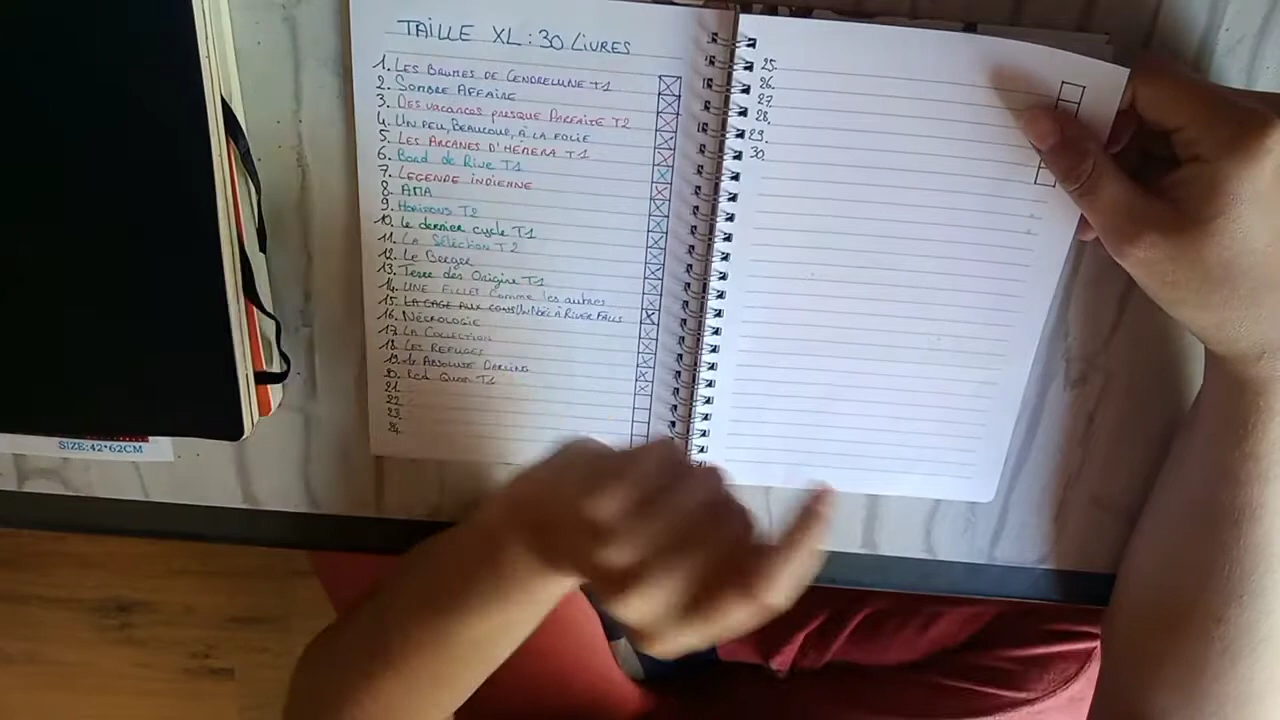 TAILLE XL : 30 LIVRES
1. LES BRUMES DE CENDRELUNE T1
2. SOMBRE AFFAIRE
3. Des vacances presque Parfaite T2
4. UN PEU, BEAUCOUP, À LA FOLIE
5. LES ARCANES D'HEMERA T1
6. Bord de Rive T1
7. LEGENDE INDIENNE
8. AMA
9. HORIZONS T2
10. Le dernier cycle T1
11. La Sélection T2
12. Le Berger
13. Terre des Origine T1
14. UNE FILLE Comme les autres
15. LA CAGE AUX Un Noël à RIVER FALLS
16. NÉCROLOGIE
17. LA COLLECTION
18. LES REFUGES
19. ABSOLUTE DARLING
20. Red Queen T1
21.
22.
23.
24.
25.
26.
27.
28.
29.
30.
SIZE:42*62CM